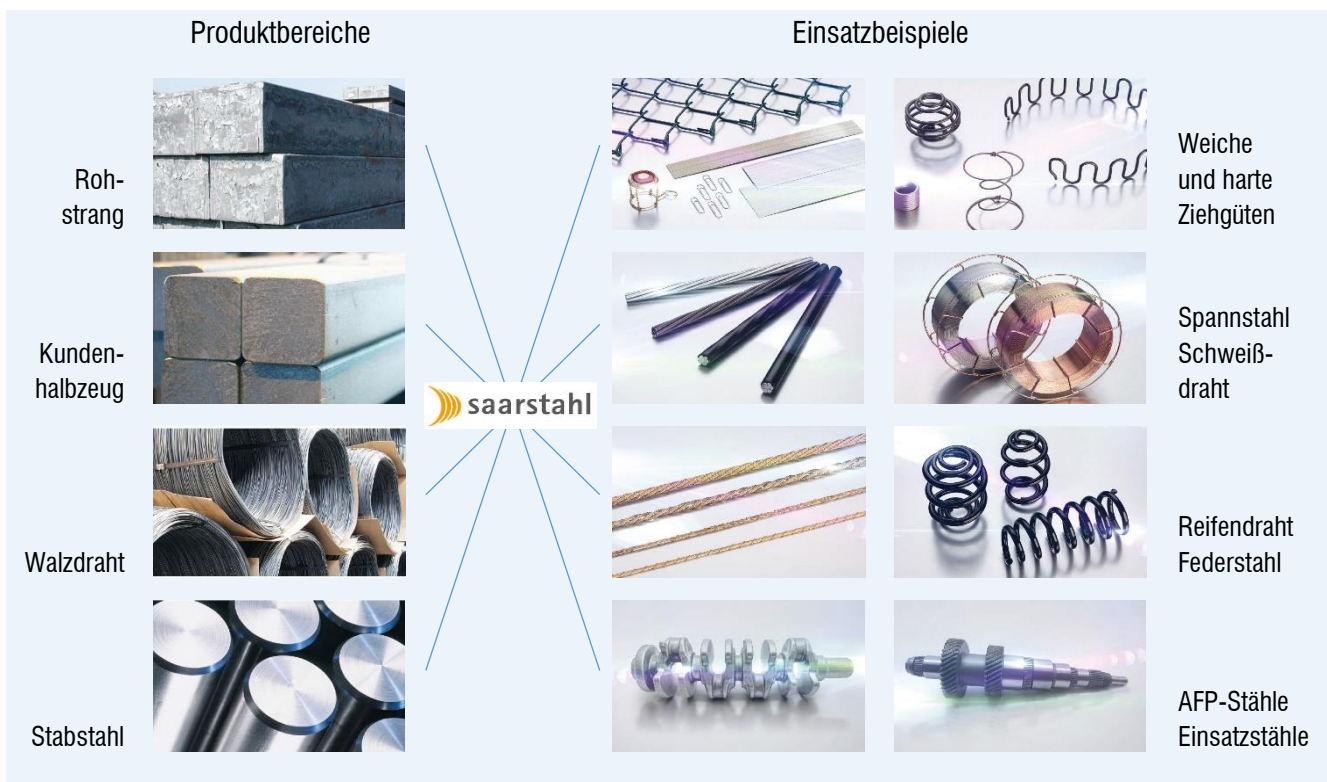 Produktbereiche
Einsatzbeispiele
Roh-
strang
Weiche
und harte
Ziehgüten
Kunden-
halbzeug
saarstahl
Spannstahl
Schweiß-
draht
Walzdraht
Reifendraht
Federstahl
Stabstahl
AFP-Stähle
Einsatzstähle